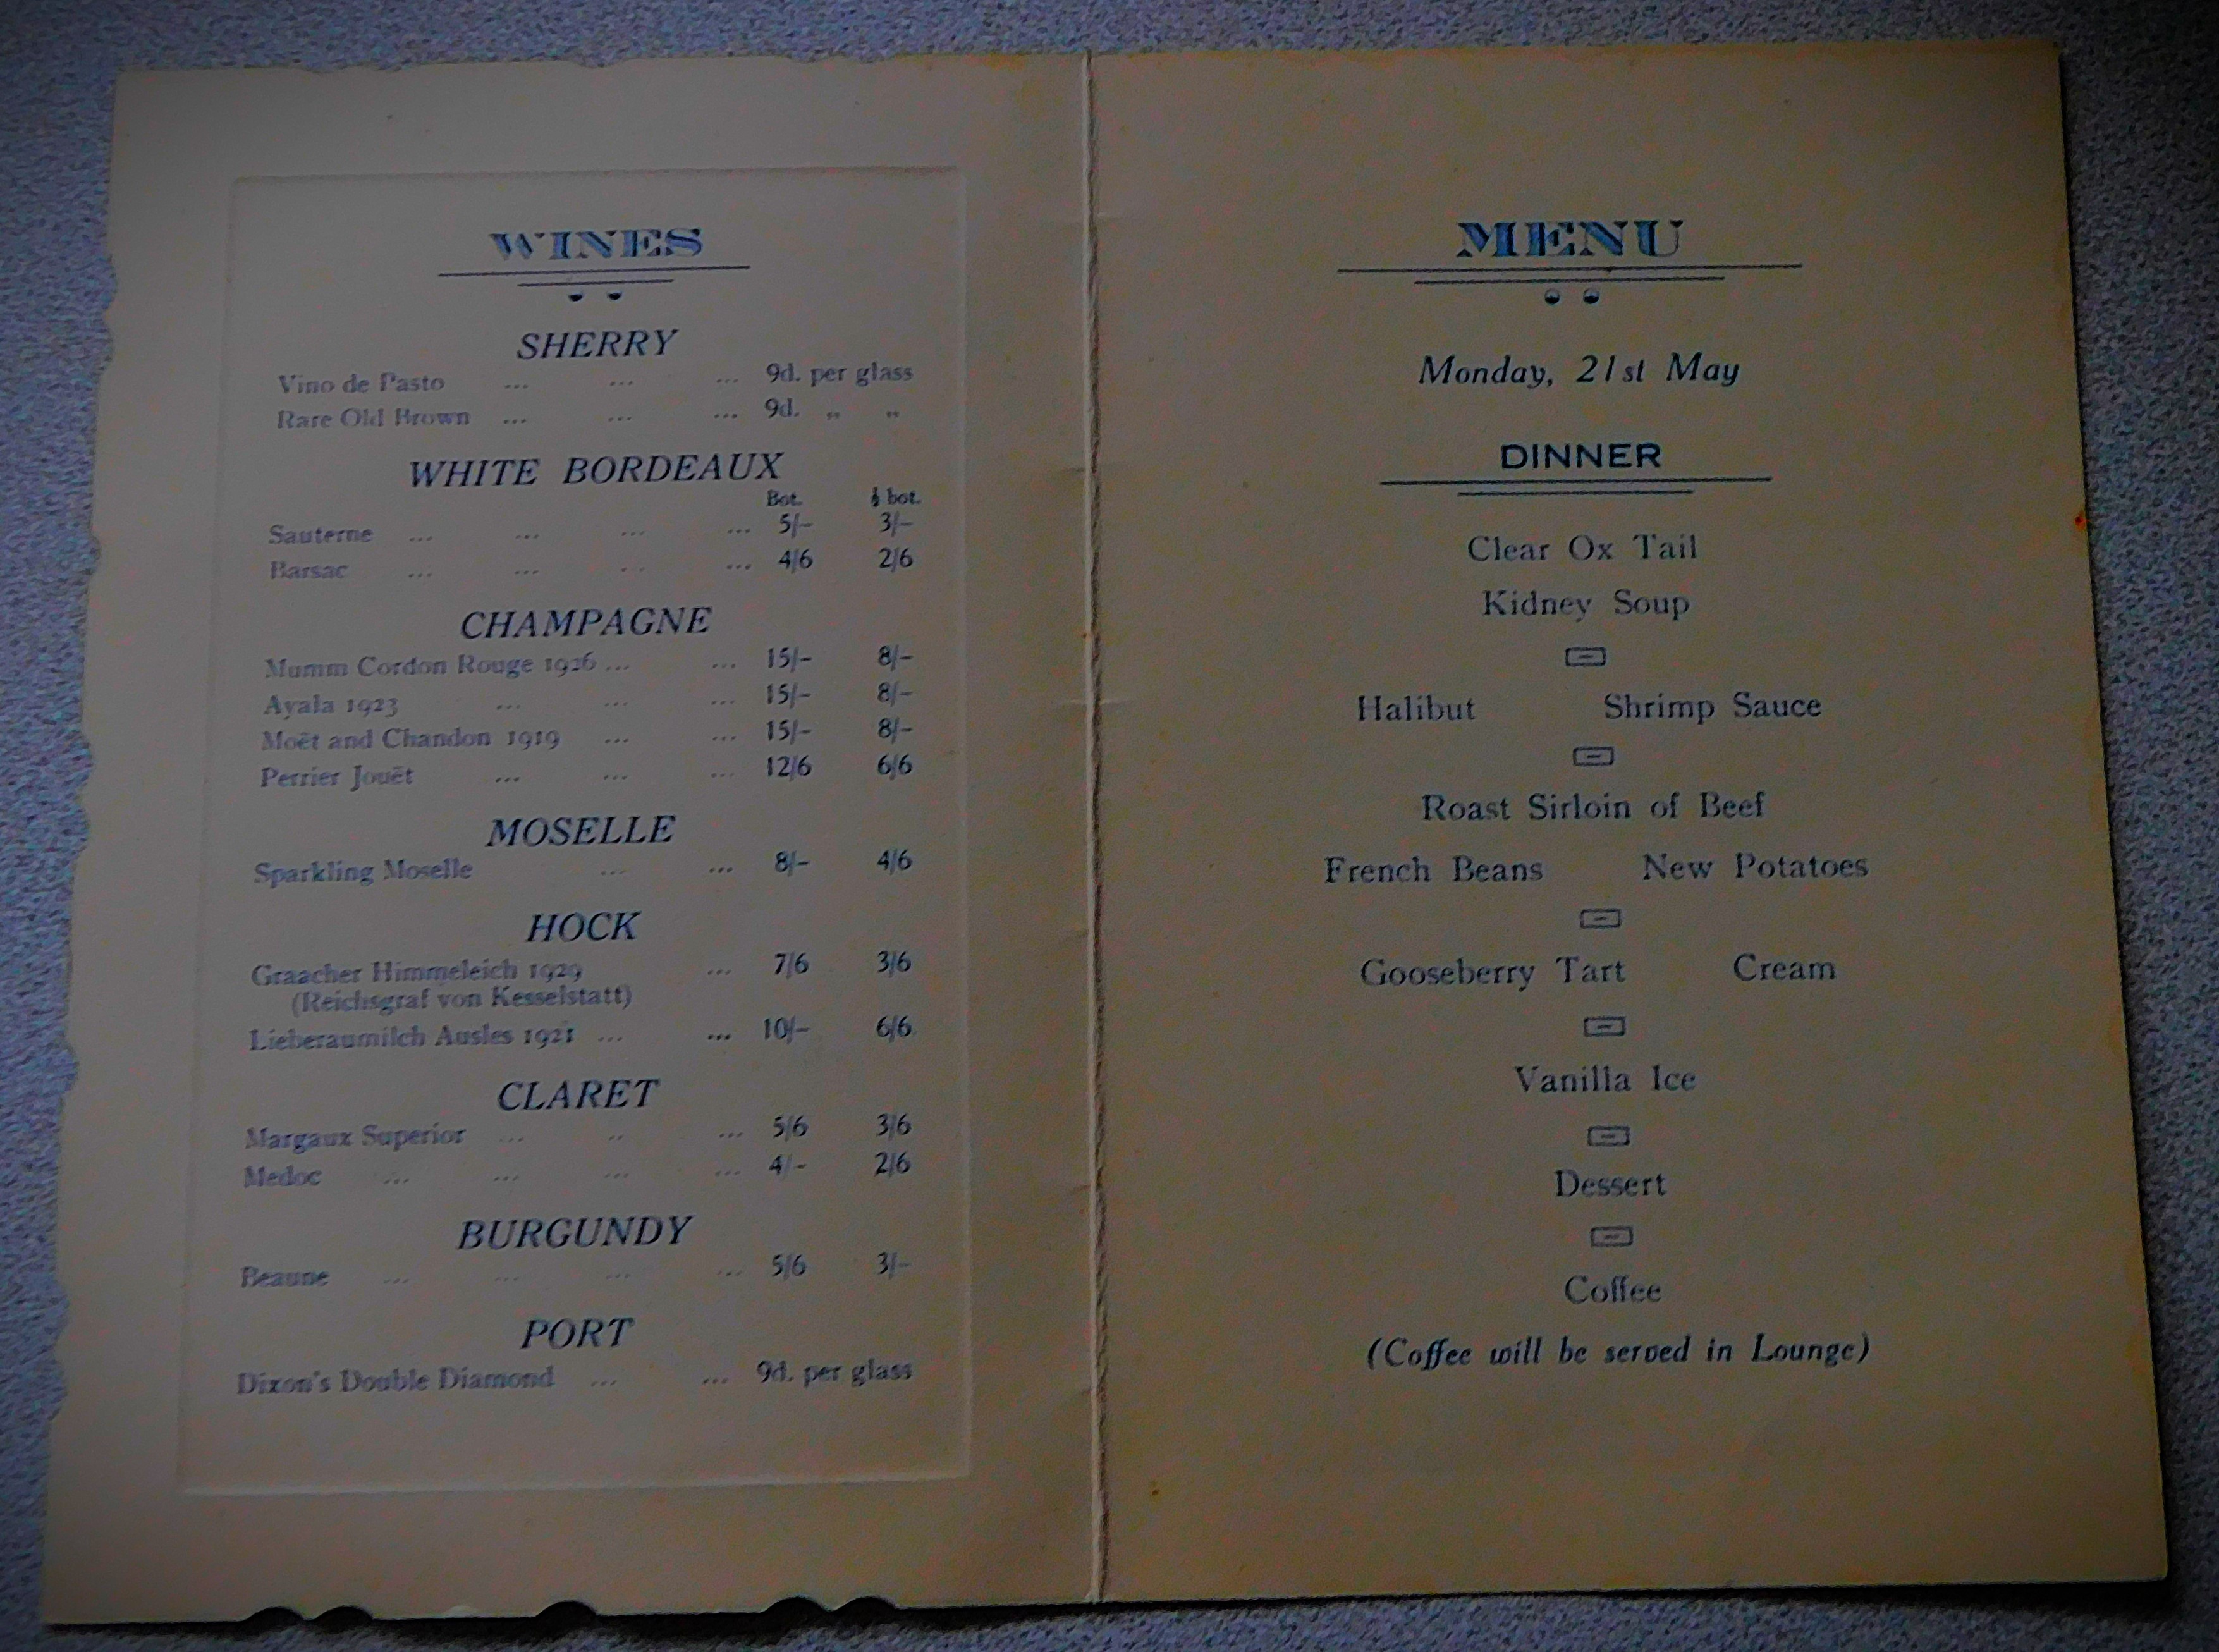 WINES
SHERRY
Vino de Pasto ... ... ... 9d. per glass
Rare Old Brown ... ... ... 9d. „ „
WHITE BORDEAUX
Bot. ½ bot.
Sauterne ... ... ... ... 5/- 3/-
Barsac ... ... ... ... 4/6 2/6
CHAMPAGNE
Mumm Cordon Rouge 1926 ... ... 15/- 8/-
Ayala 1923 ... ... ... 15/- 8/-
Moët and Chandon 1919 ... ... 15/- 8/-
Perrier Jouët ... ... ... 12/6 6/6
MOSELLE
Sparkling Moselle ... ... 8/- 4/6
HOCK
Graacher Himmeleich 1929 ... 7/6 3/6
(Reichsgraf von Kesselstatt)
Lieberaumilch Ausles 1921 ... ... 10/- 6/6
CLARET
Margaux Superior ... ... ... 5/6 3/6
Medoc ... ... ... ... 4/- 2/6
BURGUNDY
Beaune ... ... ... ... 5/6 3/-
PORT
Dixon's Double Diamond ... ... 9d. per glass
MENU
Monday, 21st May
DINNER
Clear Ox Tail
Kidney Soup
Halibut Shrimp Sauce
Roast Sirloin of Beef
French Beans New Potatoes
Gooseberry Tart Cream
Vanilla Ice
Dessert
Coffee
(Coffee will be served in Lounge)